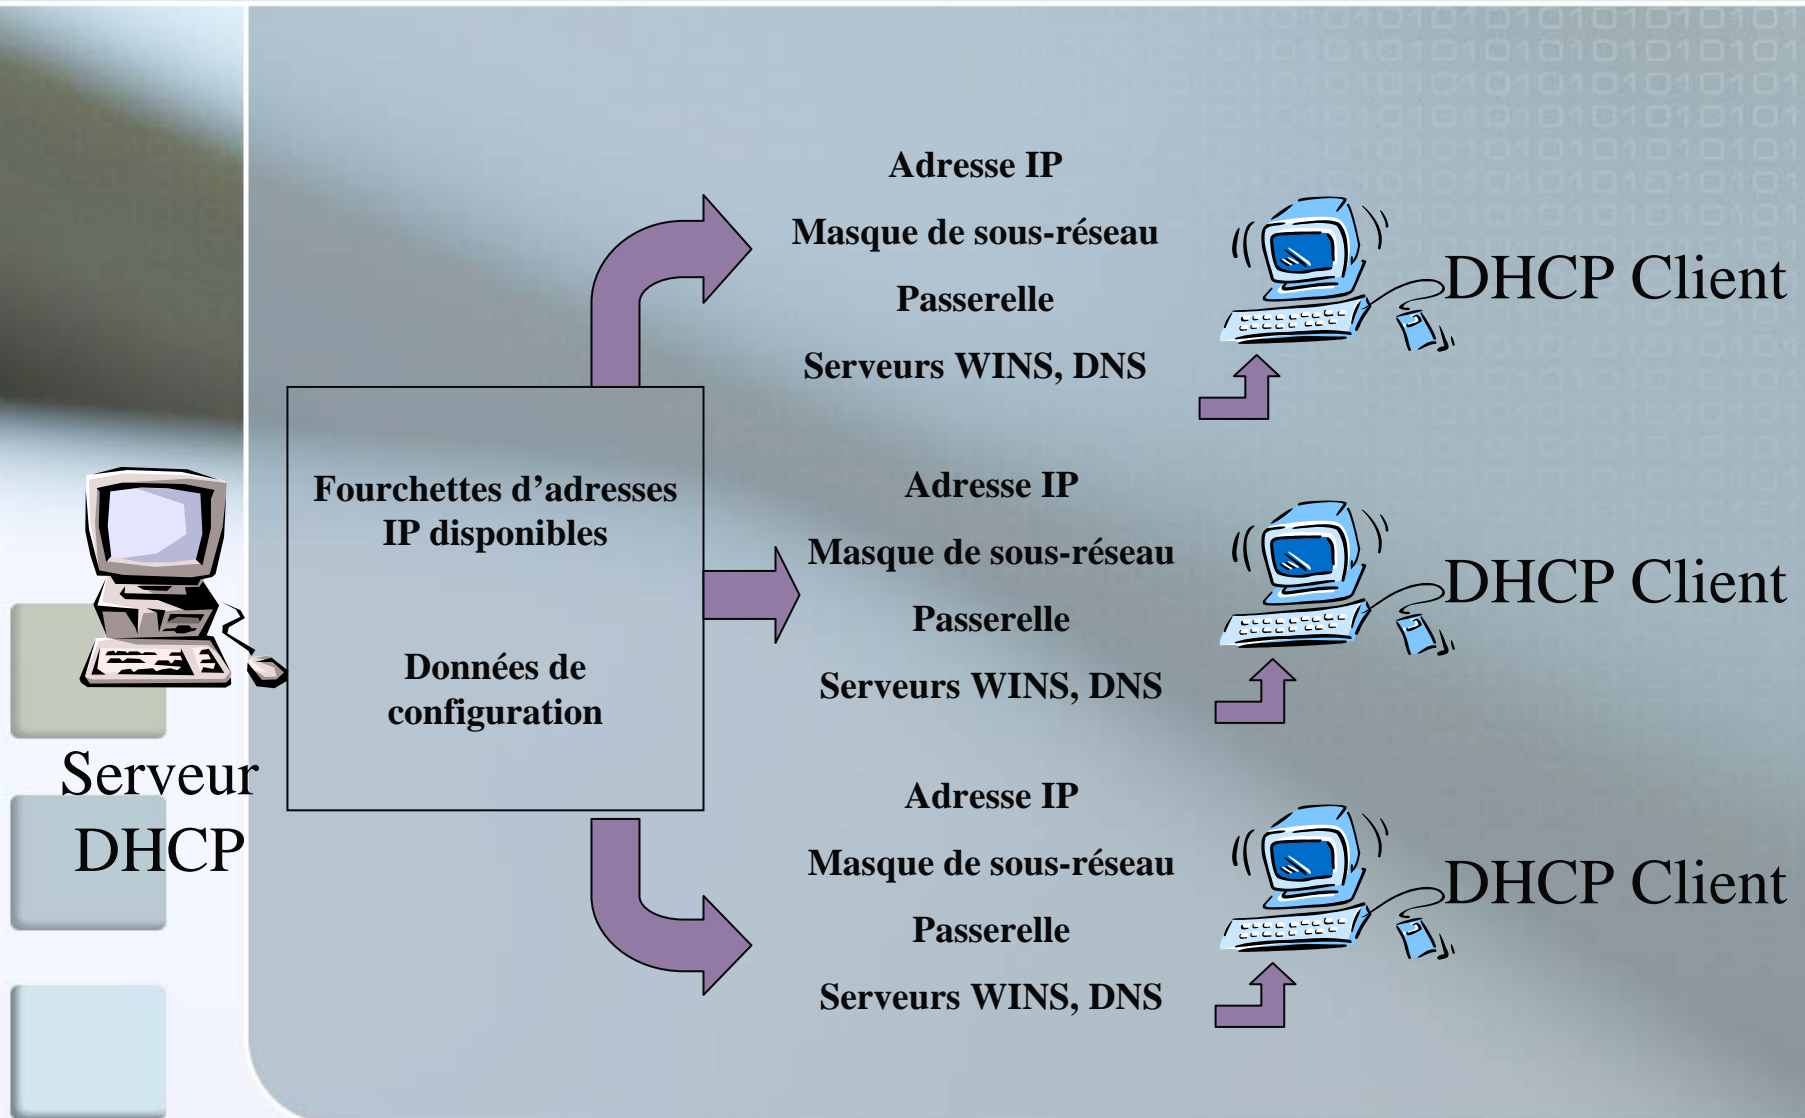 Serveur
DHCP
Fourchettes d’adresses
IP disponibles
Données de
configuration
Adresse IP
Masque de sous-réseau
Passerelle
Serveurs WINS, DNS
DHCP Client
Adresse IP
Masque de sous-réseau
Passerelle
Serveurs WINS, DNS
DHCP Client
Adresse IP
Masque de sous-réseau
Passerelle
Serveurs WINS, DNS
DHCP Client